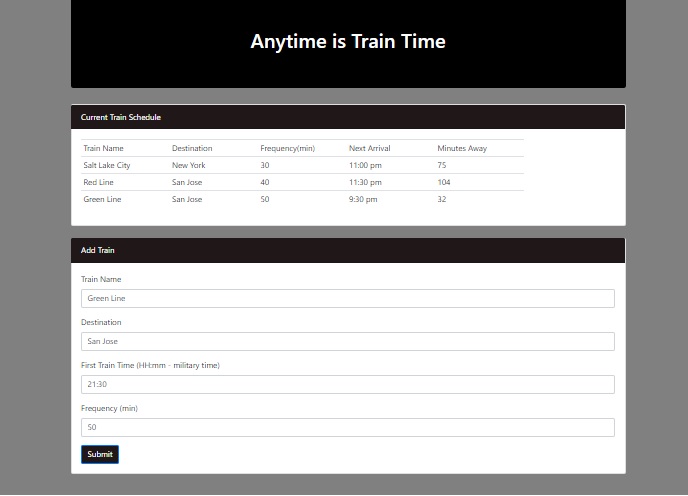 Anytime is Train Time
Current Train Schedule
Train Name Destination Frequency(min) Next Arrival Minutes Away
Salt Lake City New York 30 11:00 pm 75
Red Line San Jose 40 11:30 pm 104
Green Line San Jose 50 9:30 pm 32
Add Train
Train Name
Green Line
Destination
San Jose
First Train Time (HH:mm - military time)
21:30
Frequency (min)
50
Submit